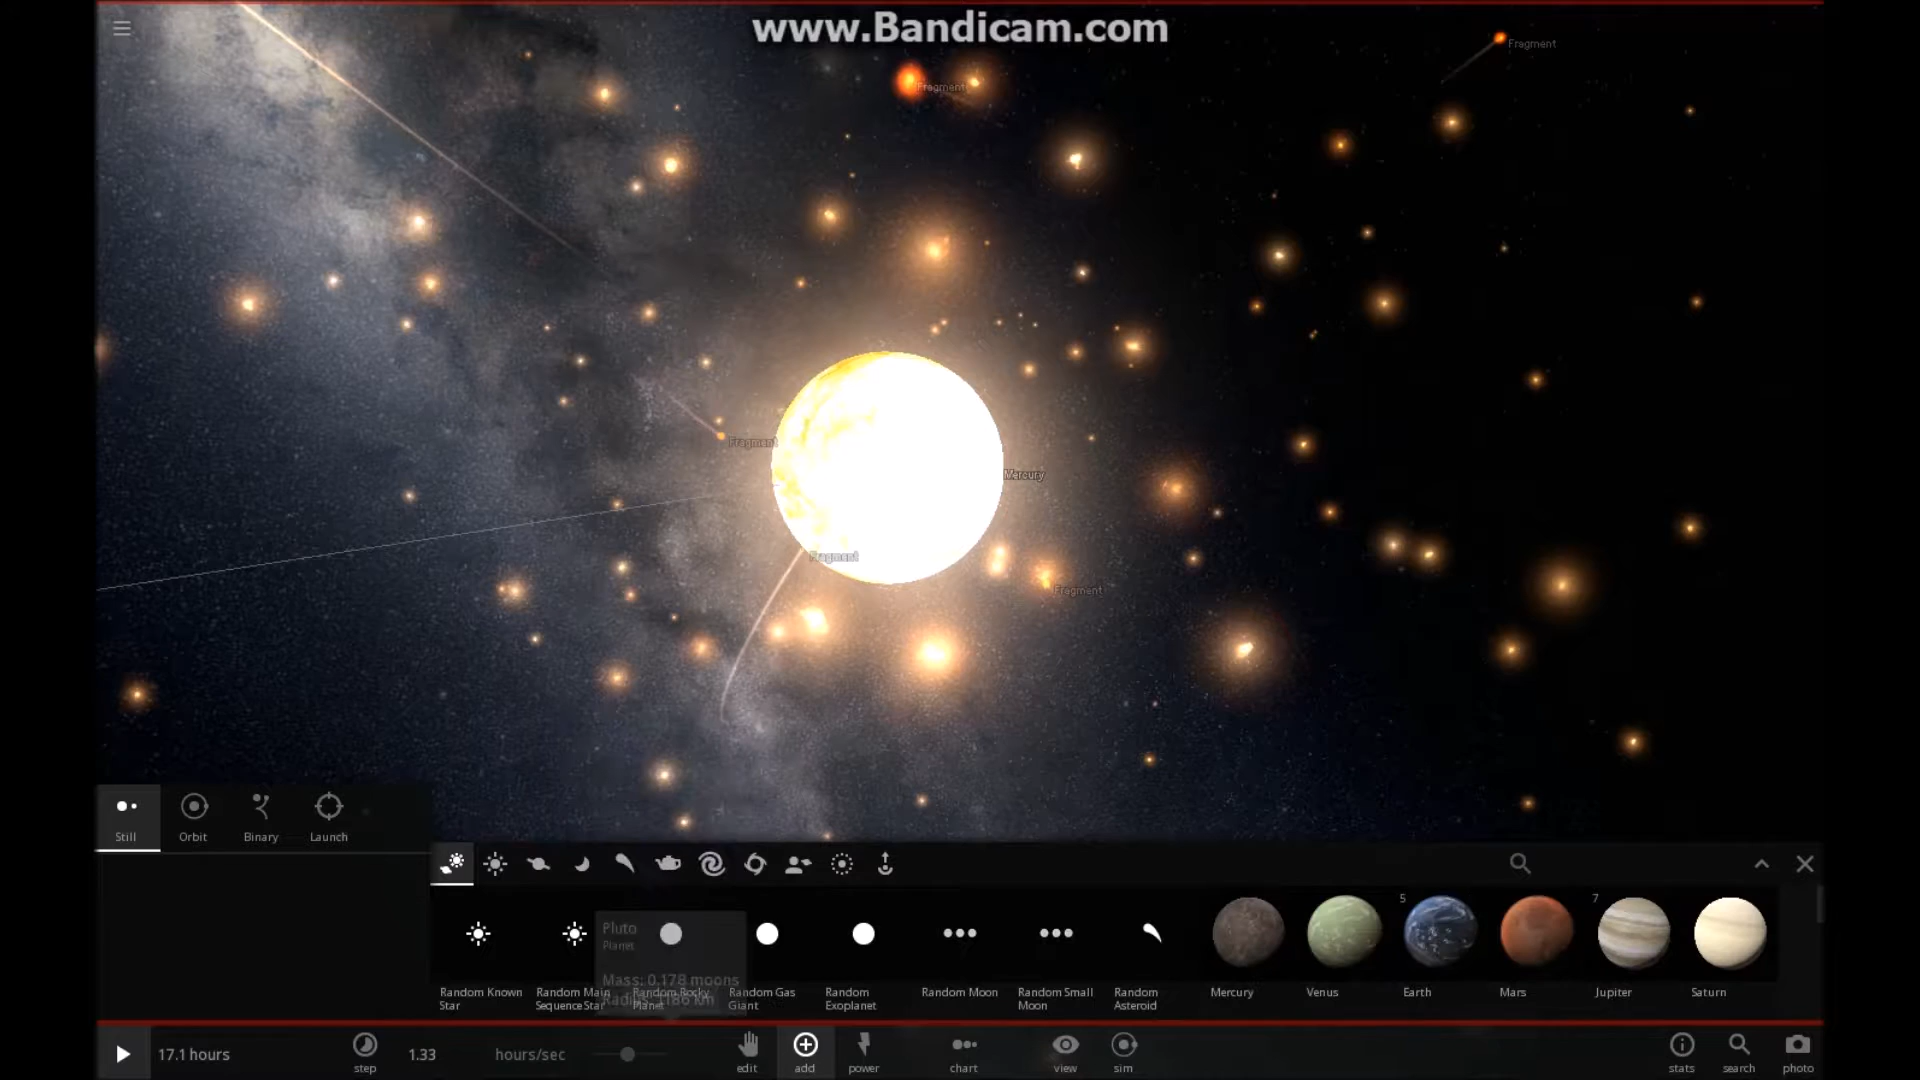 www.Bandicam.com
Fragment
Fragment
Fragment
Mercury
Fragment
Fragment
Still
Orbit
Binary
Launch
5
7
Pluto
Planet
Mass: 0.178 moons
Random Known Star
Random Main Sequence Star
Random Rocky Planet
Random Gas Giant
Random Exoplanet
Random Moon
Random Small Moon
Random Asteroid
Mercury
Venus
Earth
Mars
Jupiter
Saturn
17.1 hours
step
1.33
hours/sec
edit
add
power
chart
view
sim
stats
search
photo